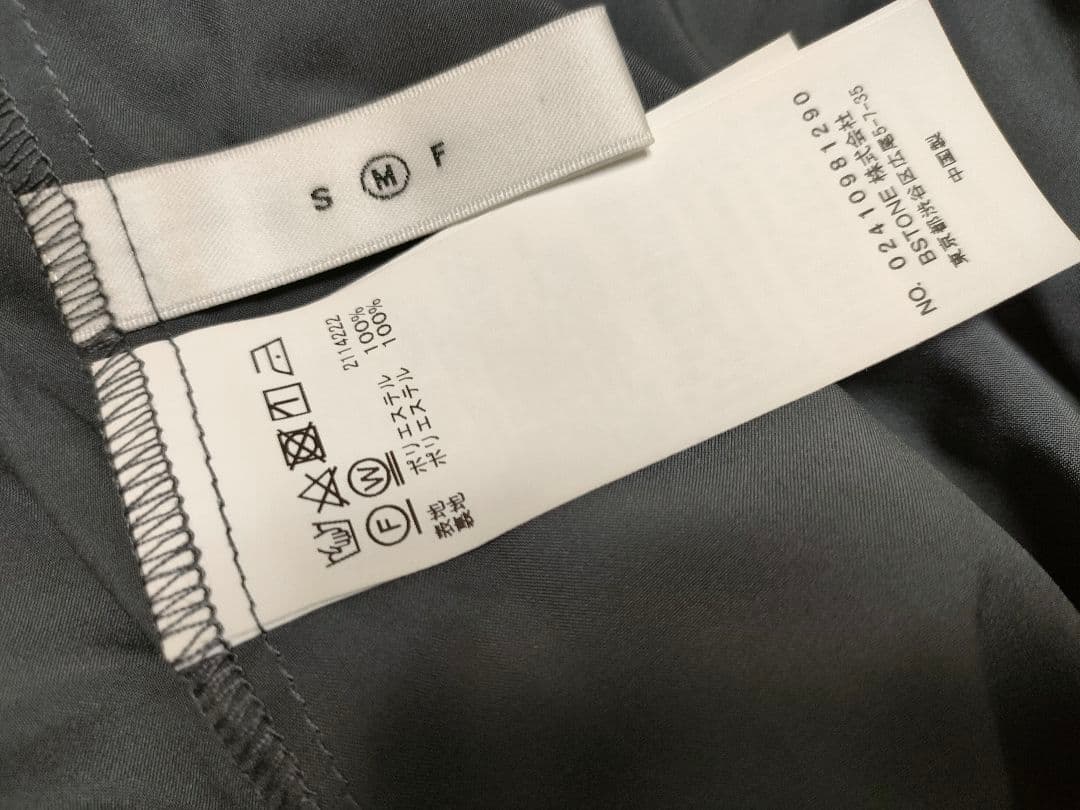 S M F
F W
2114222
表地 ポリエステル 100%
裏地 ポリエステル 100%
NO. 02410981290
BSTONE 株式会社
東京都渋谷区広尾5-7-35
中国製